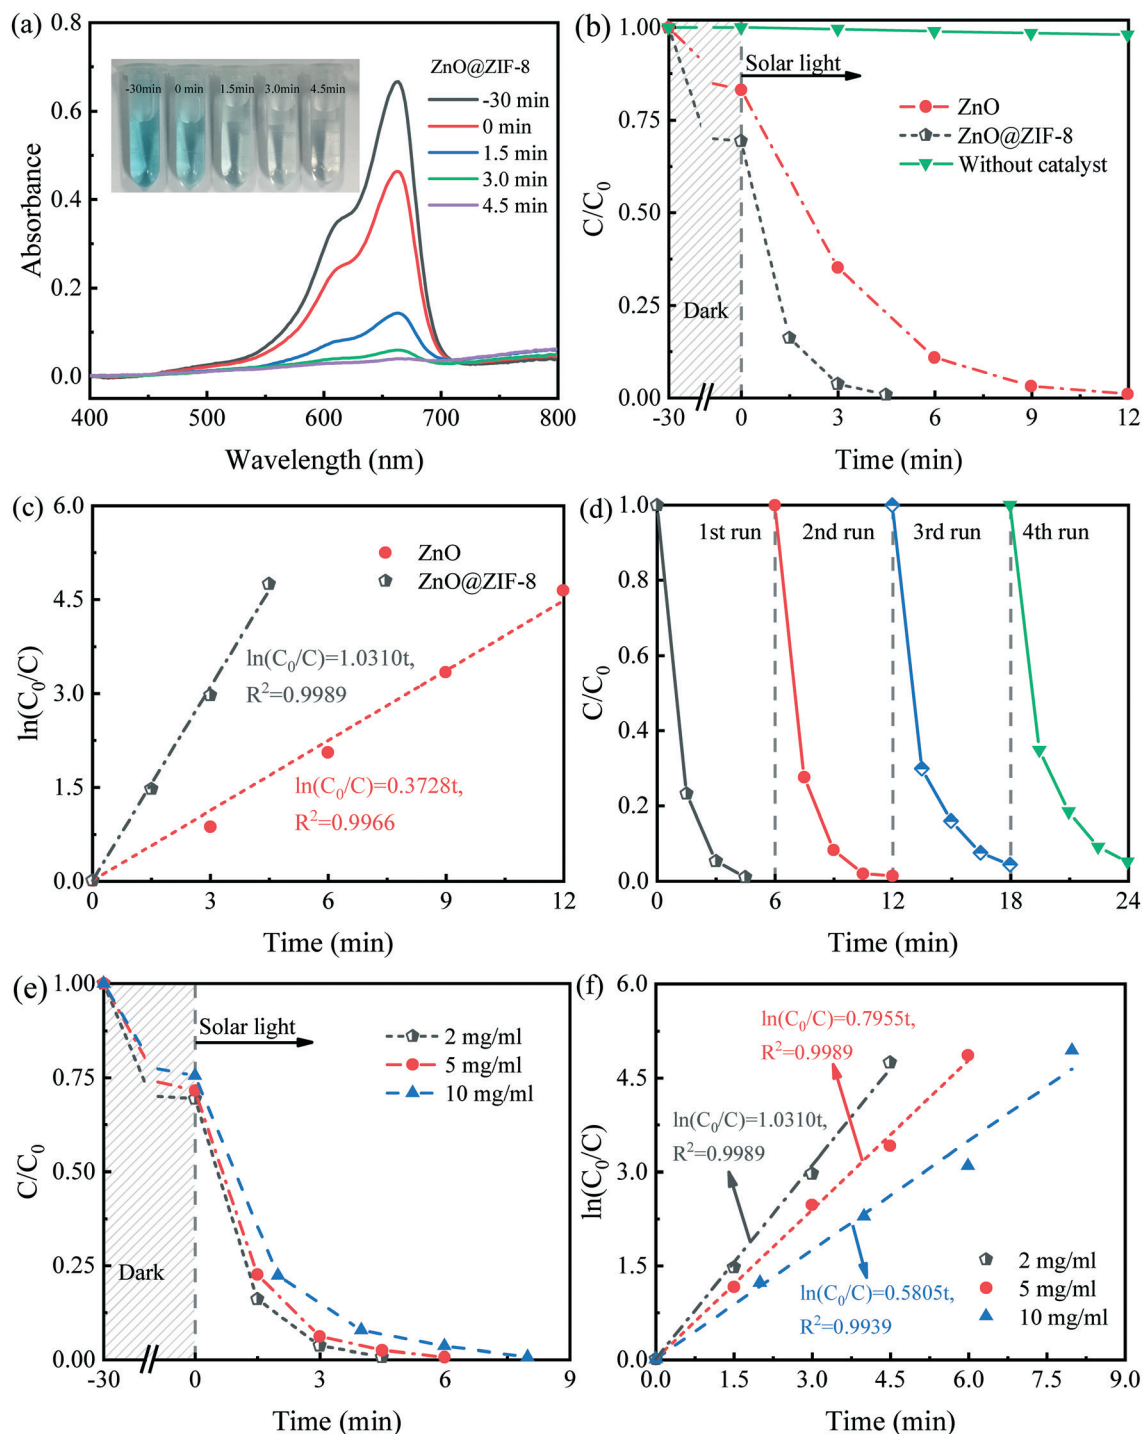 (a)
0.8
0.6
0.4
0.2
0.0
Absorbance
400
500
600
700
800
Wavelength (nm)
-30min
0 min
1.5min
3.0min
4.5min
ZnO@ZIF-8
-30 min
0 min
1.5 min
3.0 min
4.5 min
(b)
1.00
0.75
0.50
0.25
0.00
C/C0
Solar light
ZnO
ZnO@ZIF-8
Without catalyst
Dark
-30
0
3
6
9
12
Time (min)
(c)
6.0
4.5
3.0
1.5
0.0
ln(C0/C)
ZnO
ZnO@ZIF-8
ln(C0/C)=1.0310t,
R2=0.9989
ln(C0/C)=0.3728t,
R2=0.9966
0
3
6
9
12
Time (min)
(d)
1.0
0.8
0.6
0.4
0.2
0.0
C/C0
1st run
2nd run
3rd run
4th run
0
6
12
18
24
Time (min)
(e)
1.00
0.75
0.50
0.25
0.00
C/C0
Solar light
2 mg/ml
5 mg/ml
10 mg/ml
Dark
-30
0
3
6
9
Time (min)
(f)
6.0
4.5
3.0
1.5
0.0
ln(C0/C)
ln(C0/C)=0.7955t,
R2=0.9989
ln(C0/C)=1.0310t,
R2=0.9989
ln(C0/C)=0.5805t,
R2=0.9939
2 mg/ml
5 mg/ml
10 mg/ml
0.0
1.5
3.0
4.5
6.0
7.5
9.0
Time (min)